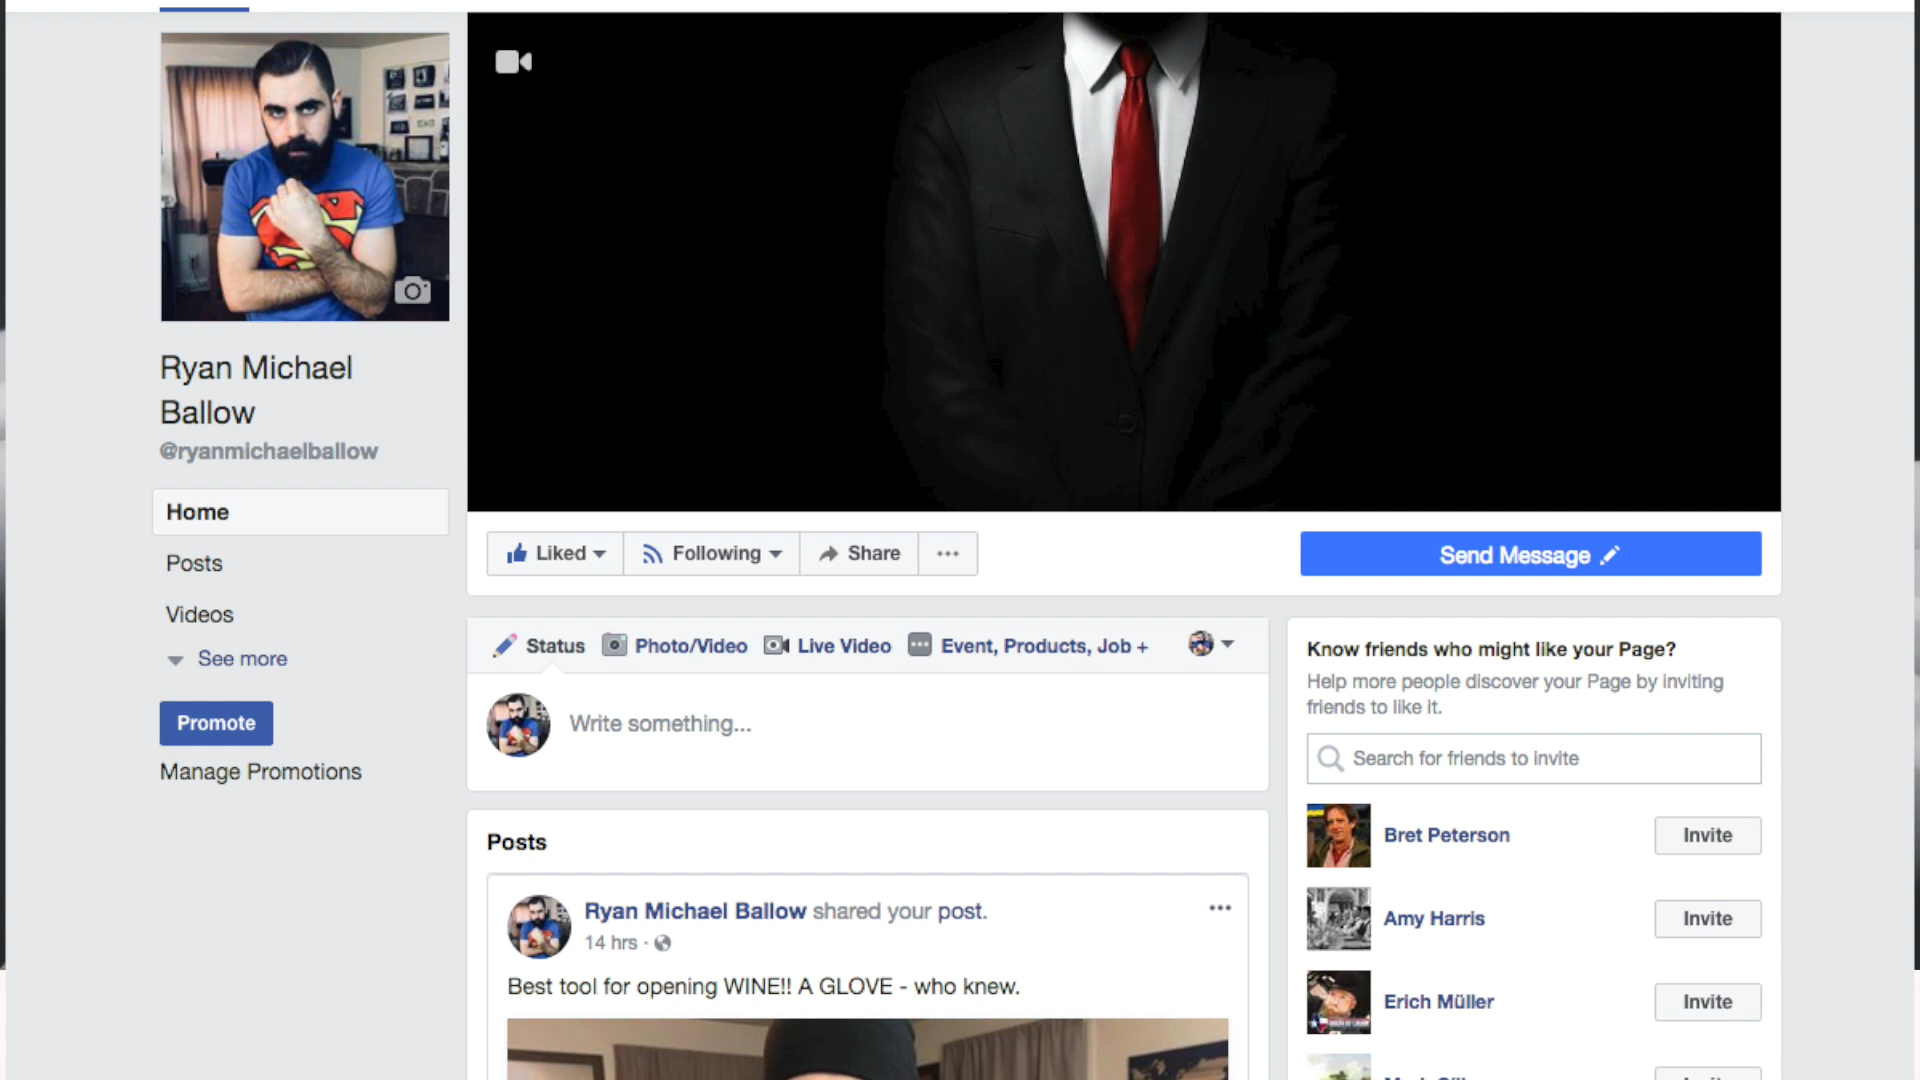 Ryan Michael
Ballow
@ryanmichaelballow
Home
Posts
Videos
See more
Promote
Manage Promotions
Liked
Following
Share
Send Message
Status
Photo/Video
Live Video
Event, Products, Job +
Write something...
Posts
Ryan Michael Ballow shared your post.
14 hrs ·
Best tool for opening WINE!! A GLOVE - who knew.
Know friends who might like your Page?
Help more people discover your Page by inviting
friends to like it.
Search for friends to invite
Bret Peterson
Invite
Amy Harris
Invite
Erich Müller
Invite